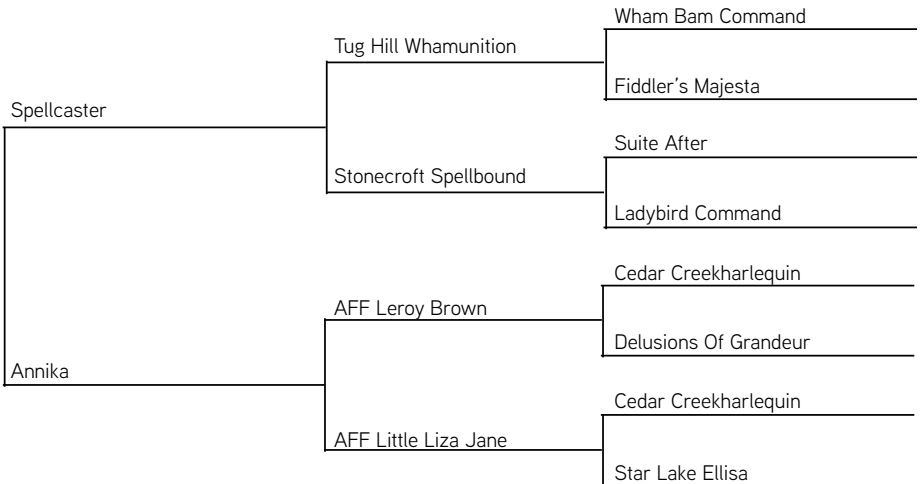 Wham Bam Command
Tug Hill Whamunition
Fiddler's Majesta
Spellcaster
Suite After
Stonecroft Spellbound
Ladybird Command
Cedar Creekharlequin
AFF Leroy Brown
Delusions Of Grandeur
Annika
Cedar Creekharlequin
AFF Little Liza Jane
Star Lake Ellisa